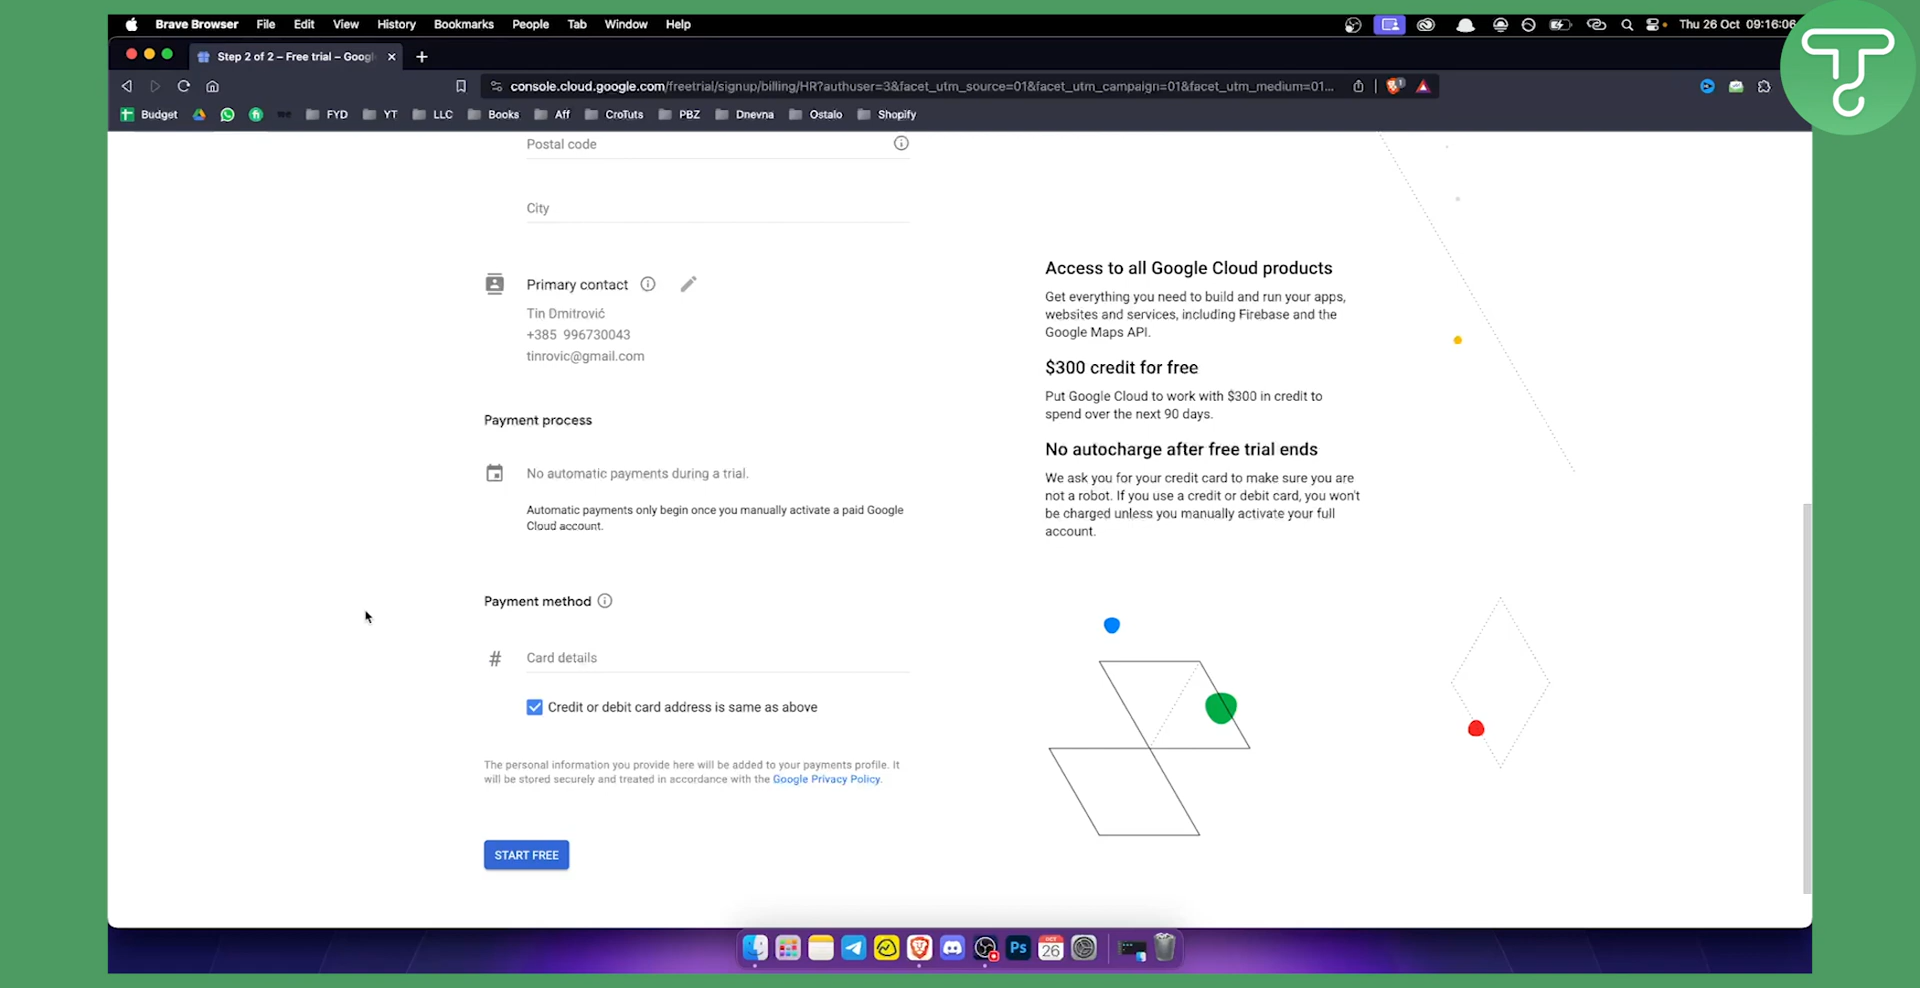 Brave Browser File Edit View History Bookmarks People Tab Window Help Thu 26 Oct 09:16:06
Step 2 of 2 – Free trial – Googl
console.cloud.google.com/freetrial/signup/billing/HR?authuser=3&facet_utm_source=01&facet_utm_campaign=01&facet_utm_medium=01...
Budget FYD YT LLC Books Aff CroTuts PBZ Dnevna Ostalo Shopify
Postal code
City
Primary contact
Tin Dmitrović
+385 996730043
tinrovic@gmail.com
Payment process
No automatic payments during a trial.
Automatic payments only begin once you manually activate a paid Google
Cloud account.
Payment method
# Card details
Credit or debit card address is same as above
The personal information you provide here will be added to your payments profile. It
will be stored securely and treated in accordance with the Google Privacy Policy.
START FREE
Access to all Google Cloud products
Get everything you need to build and run your apps,
websites and services, including Firebase and the
Google Maps API.
$300 credit for free
Put Google Cloud to work with $300 in credit to
spend over the next 90 days.
No autocharge after free trial ends
We ask you for your credit card to make sure you are
not a robot. If you use a credit or debit card, you won't
be charged unless you manually activate your full
account.
Ps
OCT
26